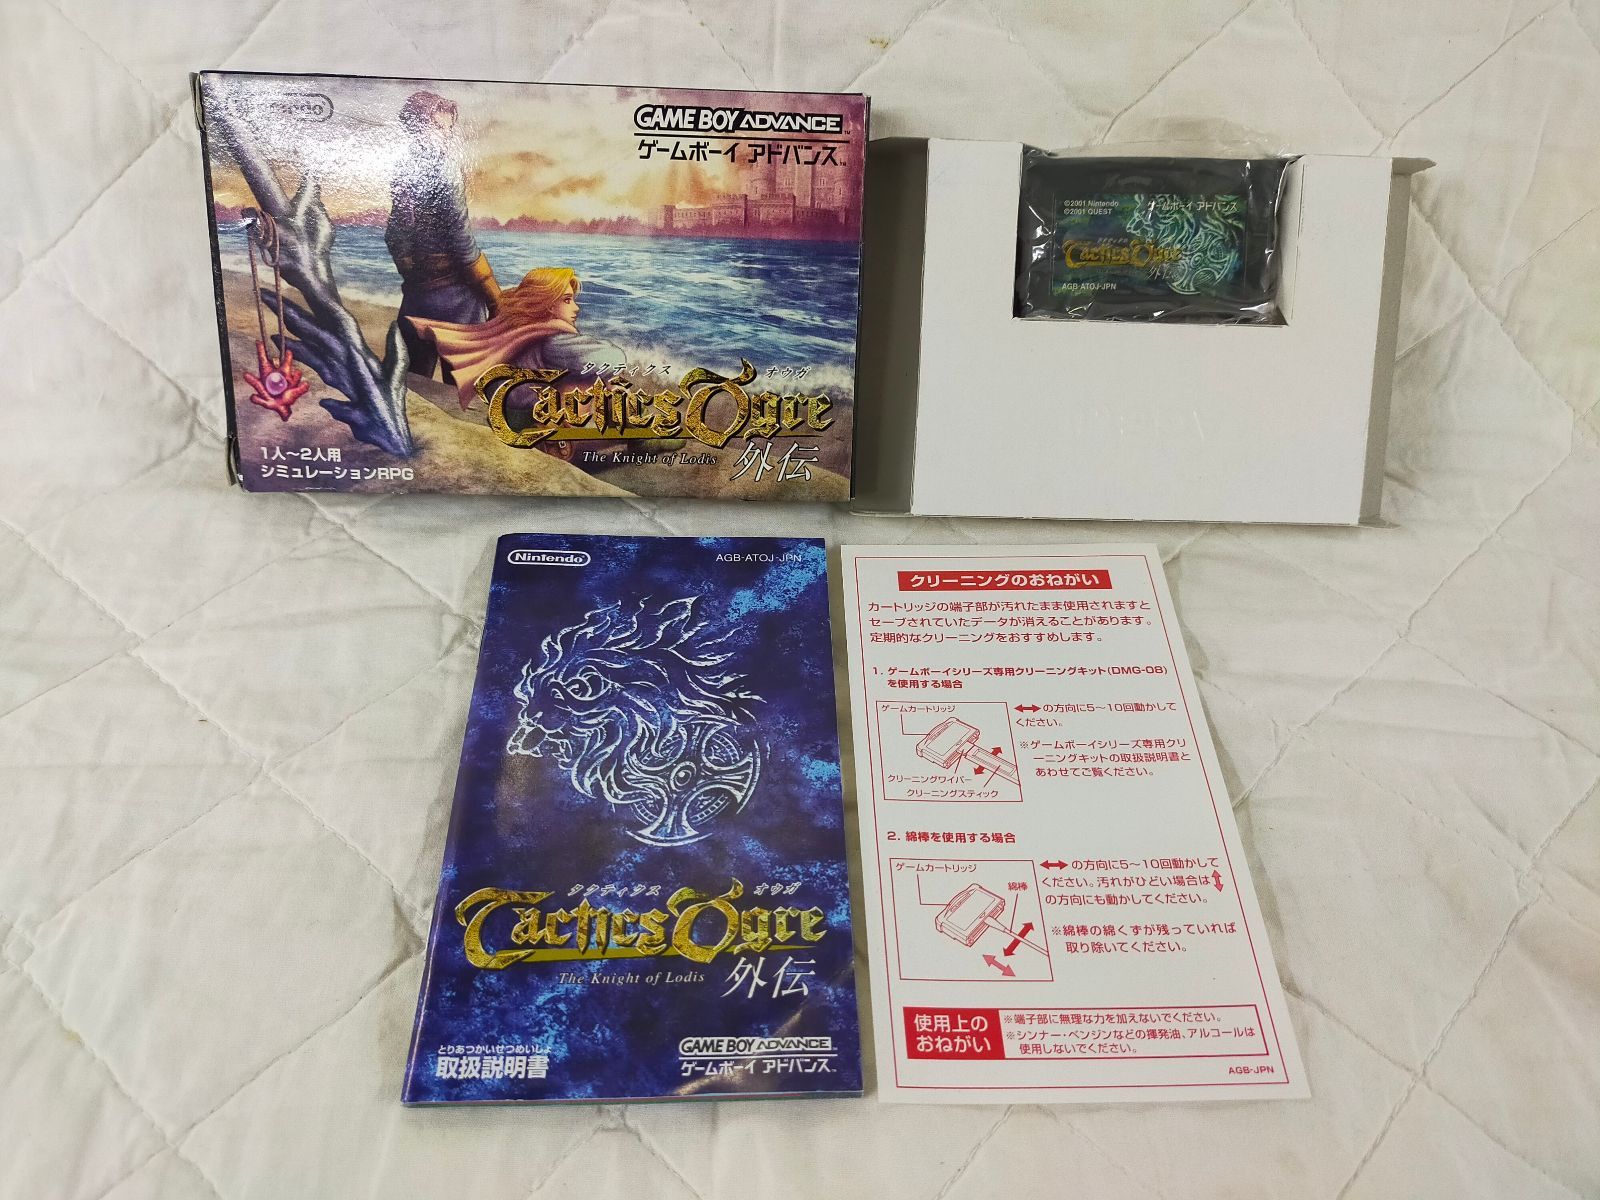 Nintendo
GAME BOY ADVANCE™
ゲームボーイ アドバンス™
タクティクス オウガ
Tactics Ogre
The Knight of Lodis 外伝
1人～2人用
シミュレーションRPG
©2001 Nintendo
©2001 QUEST
ゲームボーイ アドバンス
タクティクス オウガ
Tactics Ogre
外伝
AGB-ATOJ-JPN
Nintendo
AGB-ATOJ-JPN
タクティクス オウガ
Tactics Ogre
The Knight of Lodis 外伝
とりあつかいせつめいしょ
取扱説明書
GAME BOY ADVANCE
ゲームボーイ アドバンス™
クリーニングのおねがい
カートリッジの端子部が汚れたまま使用されますと
セーブされていたデータが消えることがあります。
定期的なクリーニングをおすすめします。
1. ゲームボーイシリーズ専用クリーニングキット(DMG-08)
を使用する場合
ゲームカートリッジ
クリーニングワイパー
クリーニングスティック
↔の方向に5～10回動かして
ください。
※ゲームボーイシリーズ専用クリ
ーニングキットの取扱説明書と
あわせてご覧ください。
2. 綿棒を使用する場合
ゲームカートリッジ
綿棒
↔の方向に5～10回動かして
ください。汚れがひどい場合は↕
の方向にも動かしてください。
※綿棒の綿くずが残っていれば
取り除いてください。
使用上の
おねがい
※端子部に無理な力を加えないでください。
※シンナー・ベンジンなどの揮発油、アルコールは
使用しないでください。
AGB-JPN